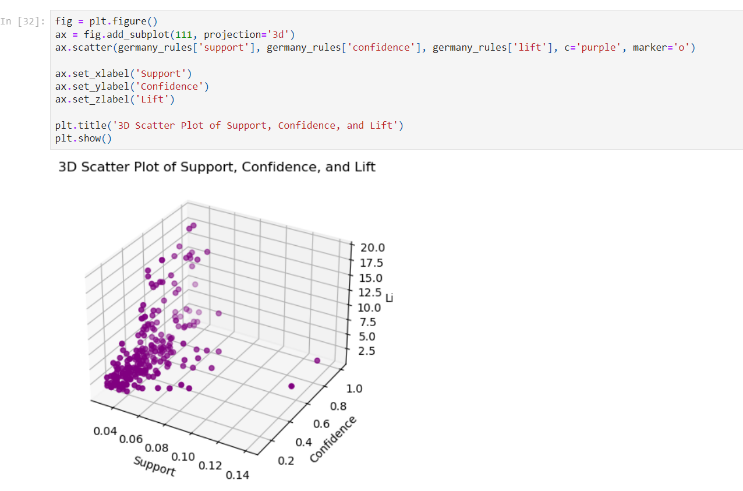 In [32]: fig = plt.figure()
ax = fig.add_subplot(111, projection='3d')
ax.scatter(germany_rules['support'], germany_rules['confidence'], germany_rules['lift'], c='purple', marker='o')
ax.set_xlabel('Support')
ax.set_ylabel('Confidence')
ax.set_zlabel('Lift')
plt.title('3D Scatter Plot of Support, Confidence, and Lift')
plt.show()
3D Scatter Plot of Support, Confidence, and Lift
20.0
17.5
15.0
12.5
10.0
7.5
5.0
2.5
1.0
0.8
0.6
0.4
0.2
Confidence
0.04
0.06
0.08
0.10
0.12
0.14
Support